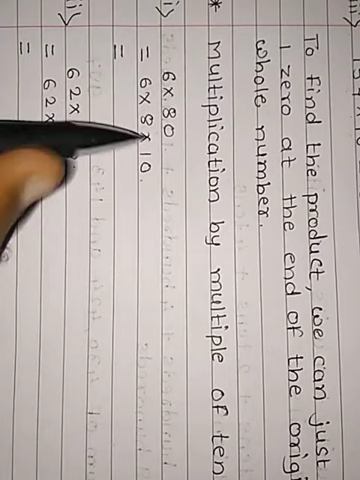 To find the product, we can just
1 zero at the end of the origi
whole number.
* Multiplication by multiple of ten
i) 6 x 80
= 6 x 8 x 10.
=
ii) 62 x
= 62 x
=